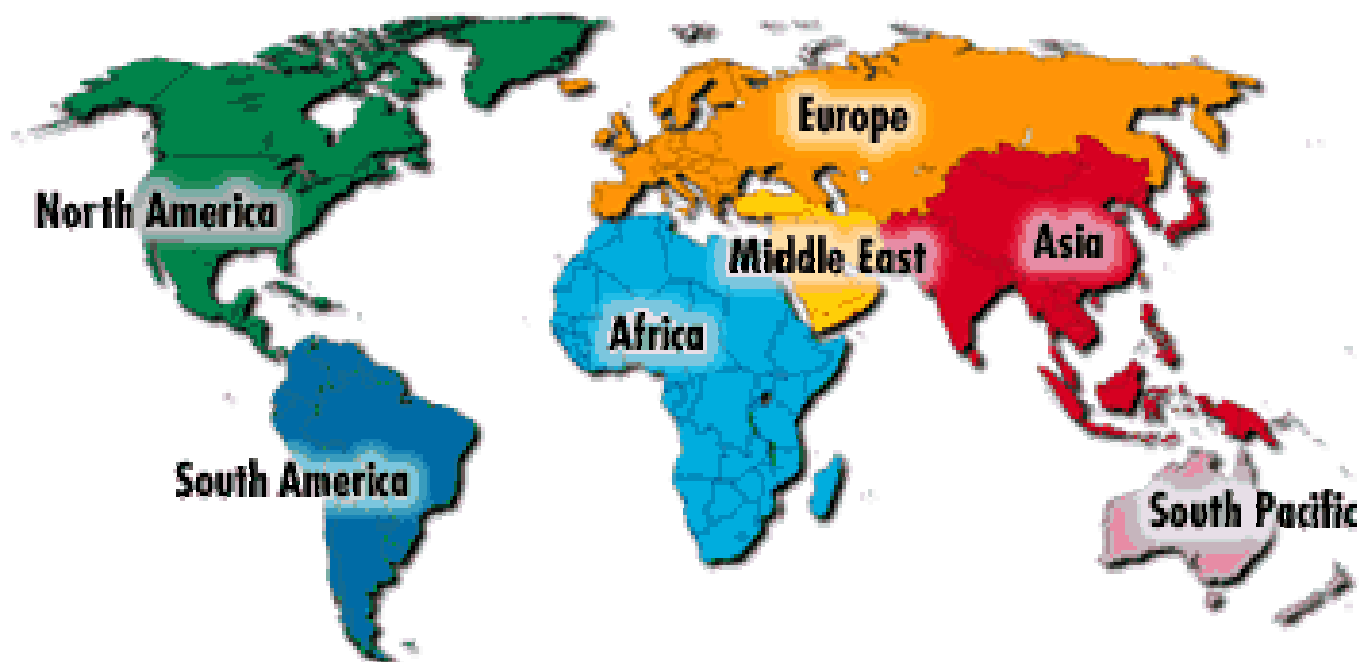 Europe
North America
Middle East
Asia
Africa
South America
South Pacific